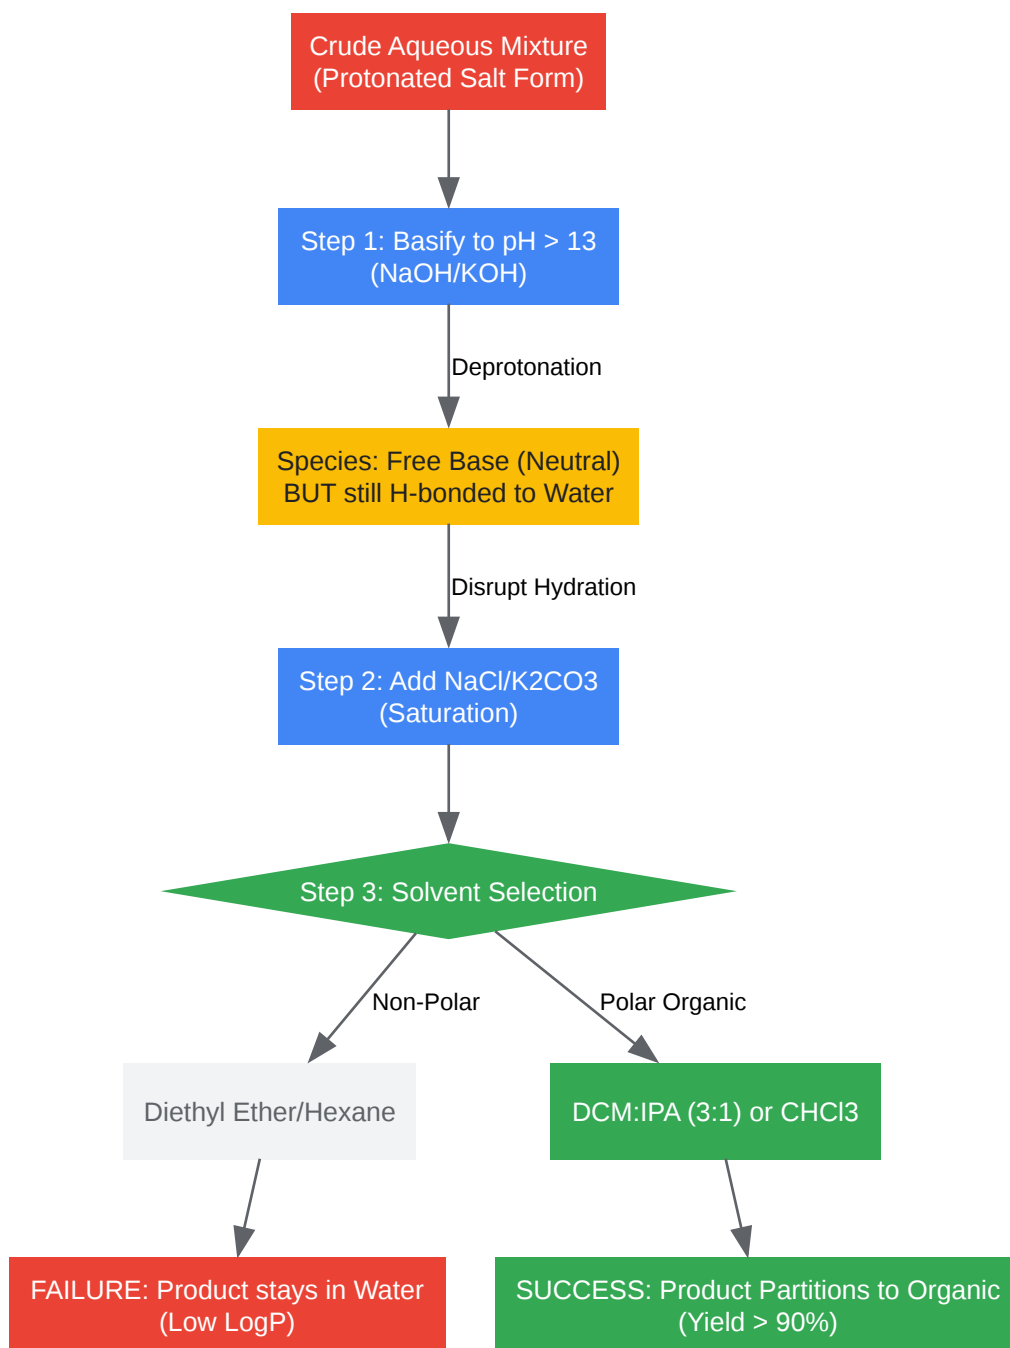 Crude Aqueous Mixture
(Protonated Salt Form)
Step 1: Basify to pH > 13
(NaOH/KOH)
Deprotonation
Species: Free Base (Neutral)
BUT still H-bonded to Water
Disrupt Hydration
Step 2: Add NaCl/K2CO3
(Saturation)
Step 3: Solvent Selection
Non-Polar
Polar Organic
Diethyl Ether/Hexane
DCM:IPA (3:1) or CHCl3
FAILURE: Product stays in Water
(Low LogP)
SUCCESS: Product Partitions to Organic
(Yield > 90%)